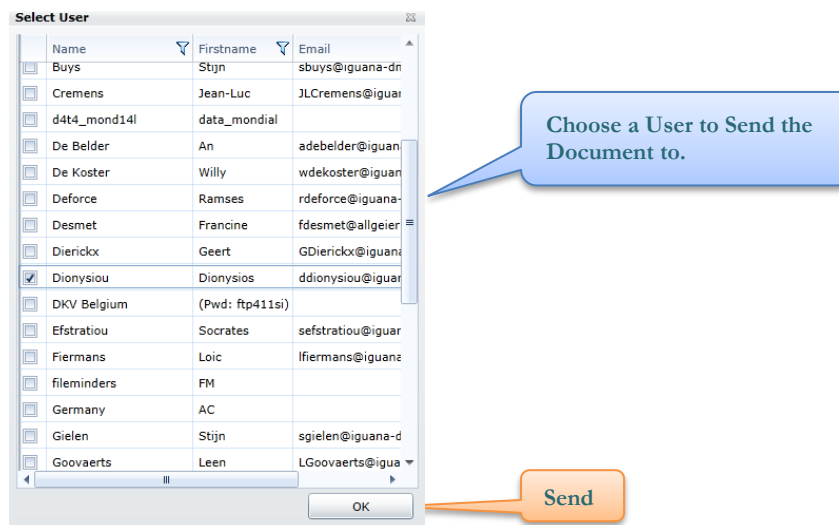 Select User
Name Firstname Email
Buys Stijn sbuys@iguana-dn
Cremens Jean-Luc JLCremens@iguar
d4t4_mond14l data_mondial
De Belder An adebelder@iguan
De Koster Willy wdekoster@iguan
Deforce Ramses rdeforce@iguana-
Desmet Francine fdesmet@allgeier
Dierickx Geert GDierickx@iguana
Dionysiou Dionysios ddionysiou@iguar
DKV Belgium (Pwd: ftp411si)
Efstratiou Socrates sefstratiou@iguar
Fiermans Loic lfiermans@iguana
fileminders FM
Germany AC
Gielen Stijn sgielen@iguana-d
Goovaerts Leen LGoovaerts@igua
OK
Choose a User to Send the
Document to.
Send